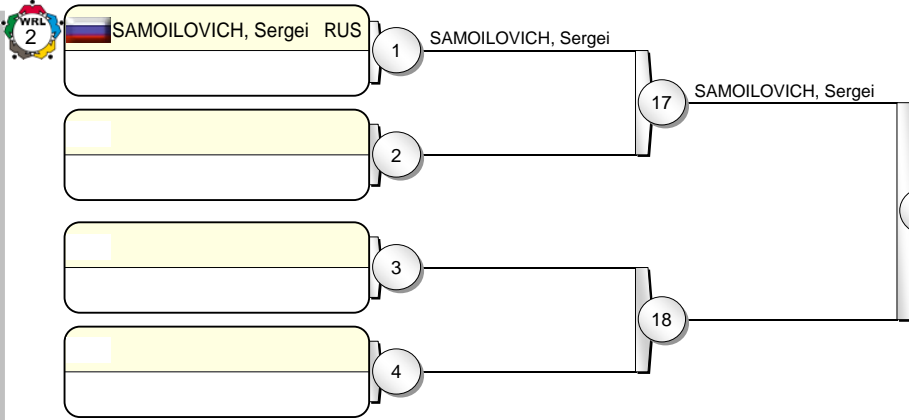 WRL
2
SAMOILOVICH, Sergei RUS
1
SAMOILOVICH, Sergei
17
SAMOILOVICH, Sergei
2
3
18
4